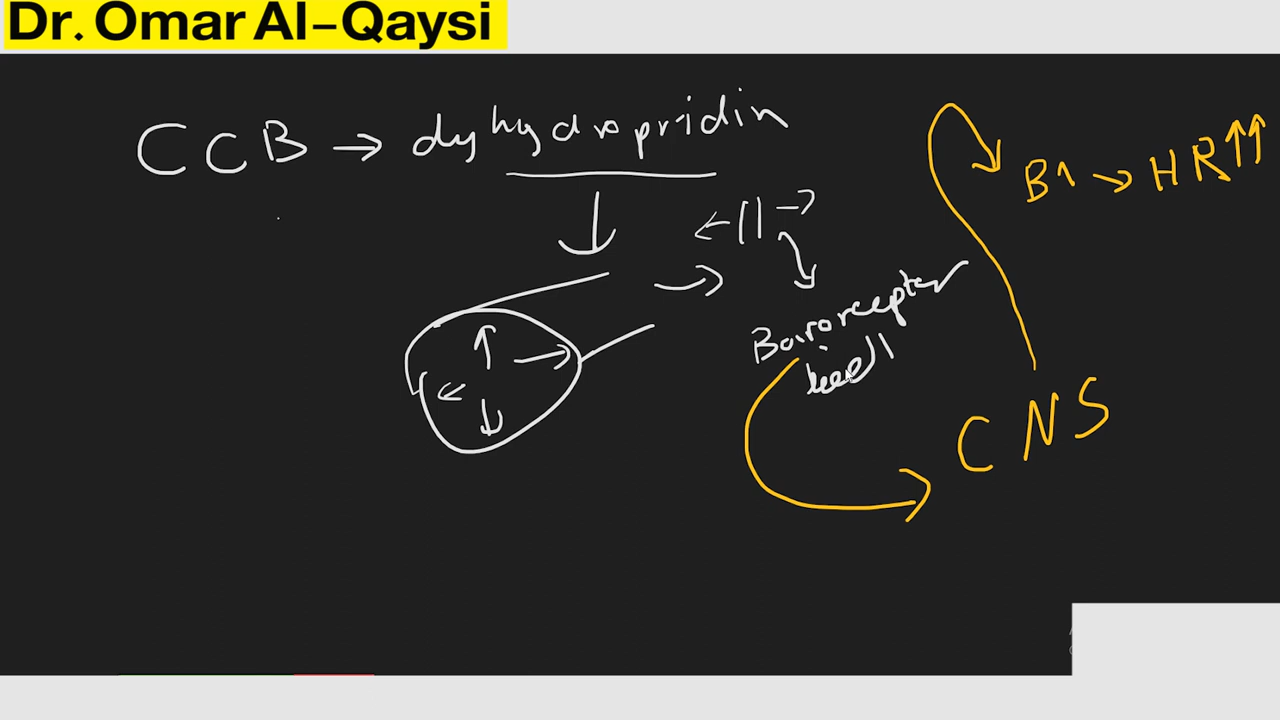 Dr. Omar Al-Qaysi
CCB → dyhydropridin
B1 → HR↑↑
Baroreceptor
CNS